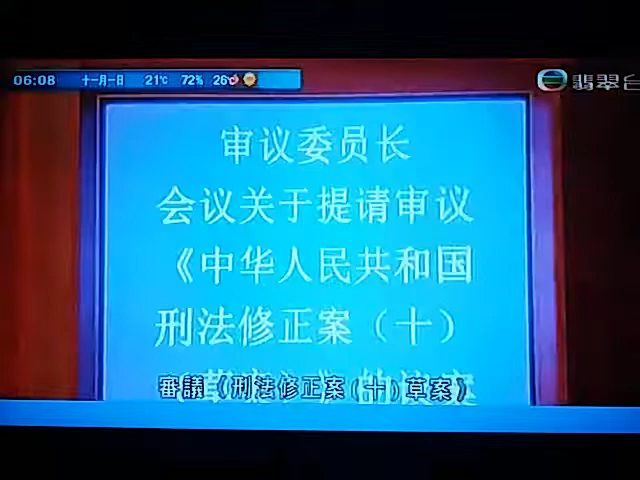 06:08 十一月一日 21℃ 72% 26
翡翠台
审议委员长
会议关于提请审议
《中华人民共和国
刑法修正案（十）
審議《刑法修正案(十)草案》